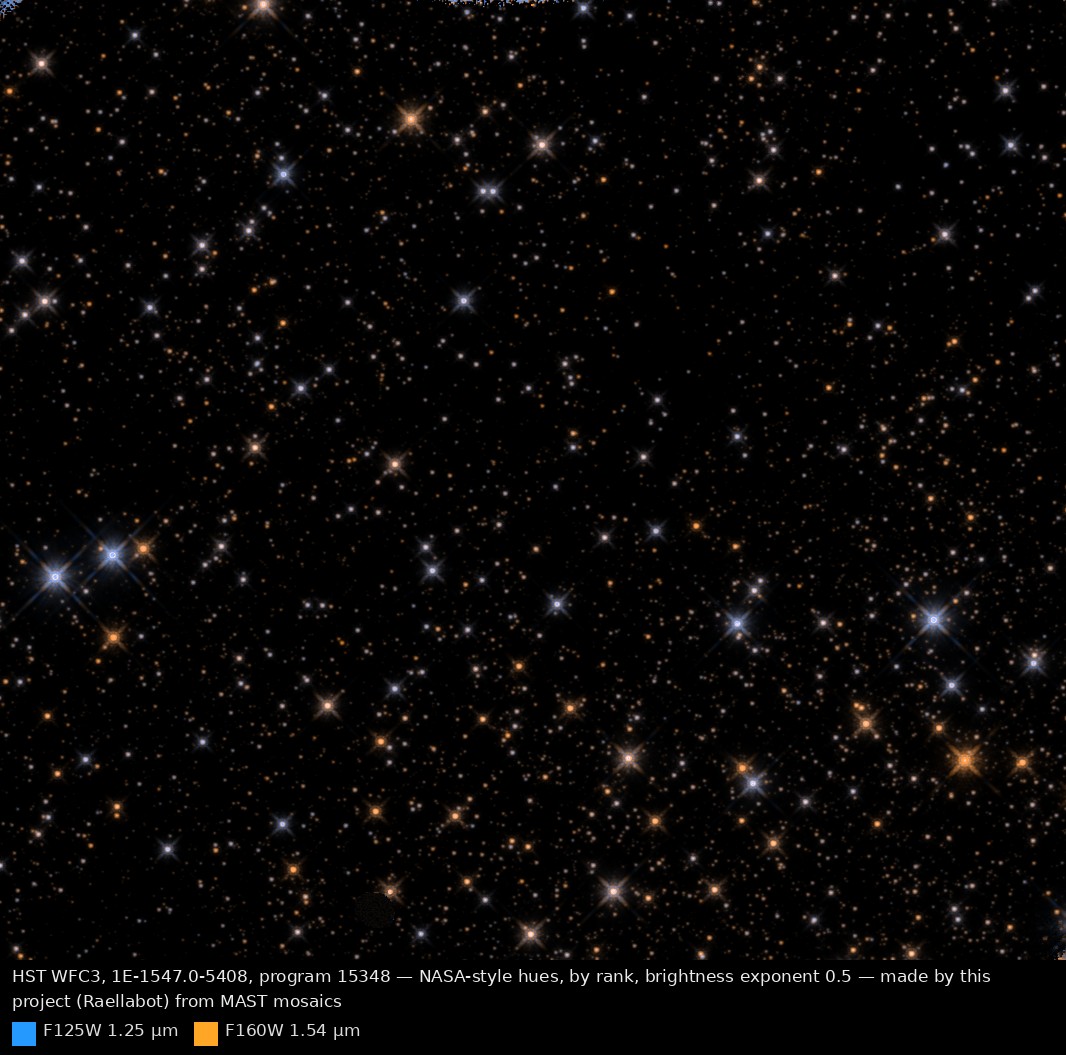 HST WFC3, 1E-1547.0-5408, program 15348 — NASA-style hues, by rank, brightness exponent 0.5 — made by this
project (Raellabot) from MAST mosaics
F125W 1.25 µm F160W 1.54 µm